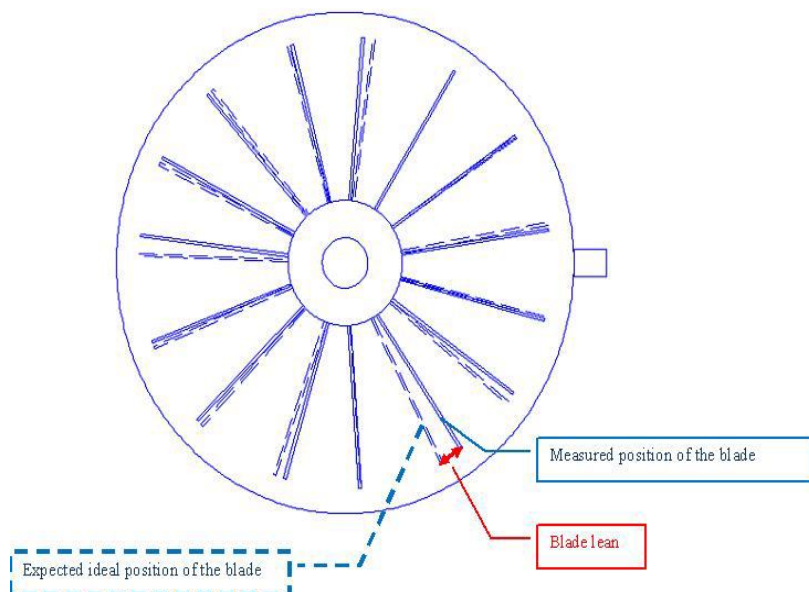 Measured position of the blade
Blade lean
Expected ideal position of the blade